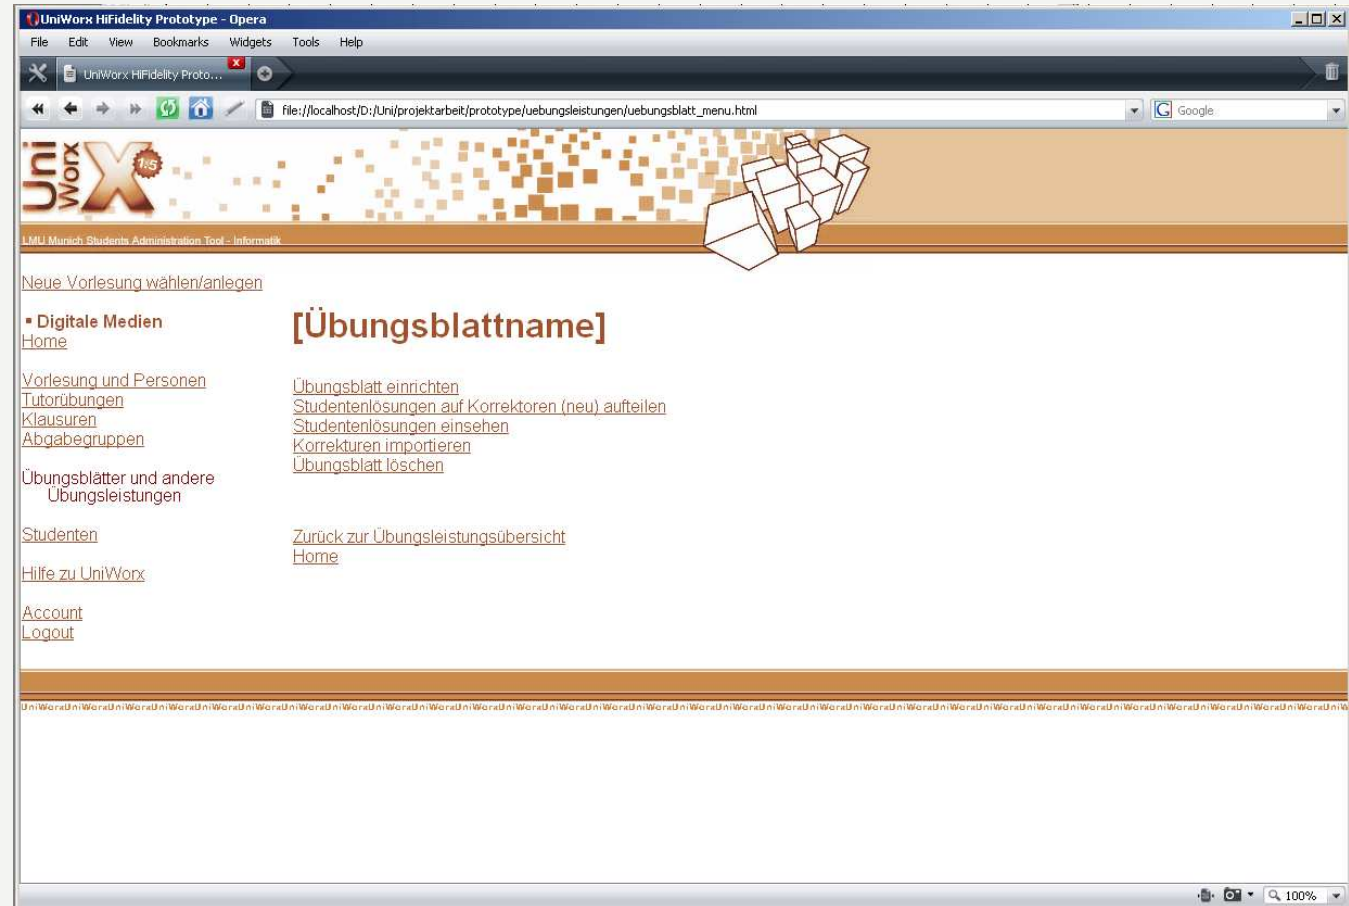 UniWorx HiFidelity Prototype - Opera
File Edit View Bookmarks Widgets Tools Help
UniWorx HiFidelity Proto...
file://localhost/D:/Uni/projektarbeit/prototype/uebungsleistungen/uebungsblatt_menu.html
Google
Uni
Worx
X
1:5
LMU Munich Students Administration Tool - Informatik
Neue Vorlesung wählen/anlegen
▪ Digitale Medien
Home
Vorlesung und Personen
Tutorübungen
Klausuren
Abgabegruppen
Übungsblätter und andere
Übungsleistungen
Studenten
Hilfe zu UniWorx
Account
Logout
[Übungsblattname]
Übungsblatt einrichten
Studentenlösungen auf Korrektoren (neu) aufteilen
Studentenlösungen einsehen
Korrekturen importieren
Übungsblatt löschen
Zurück zur Übungsleistungsübersicht
Home
100%